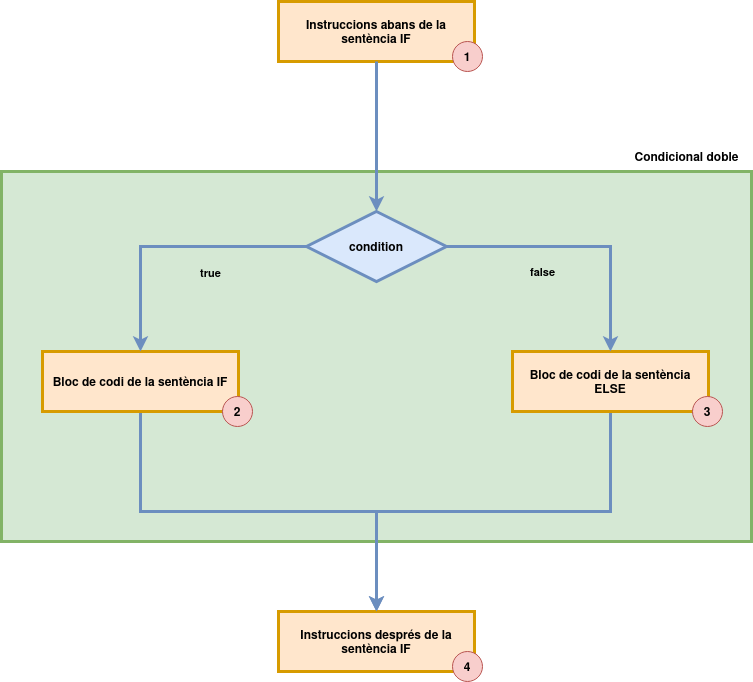 Instruccions abans de la
sentència IF
1
Condicional doble
condition
true
false
Bloc de codi de la sentència IF
2
Bloc de codi de la sentència
ELSE
3
Instruccions després de la
sentència IF
4